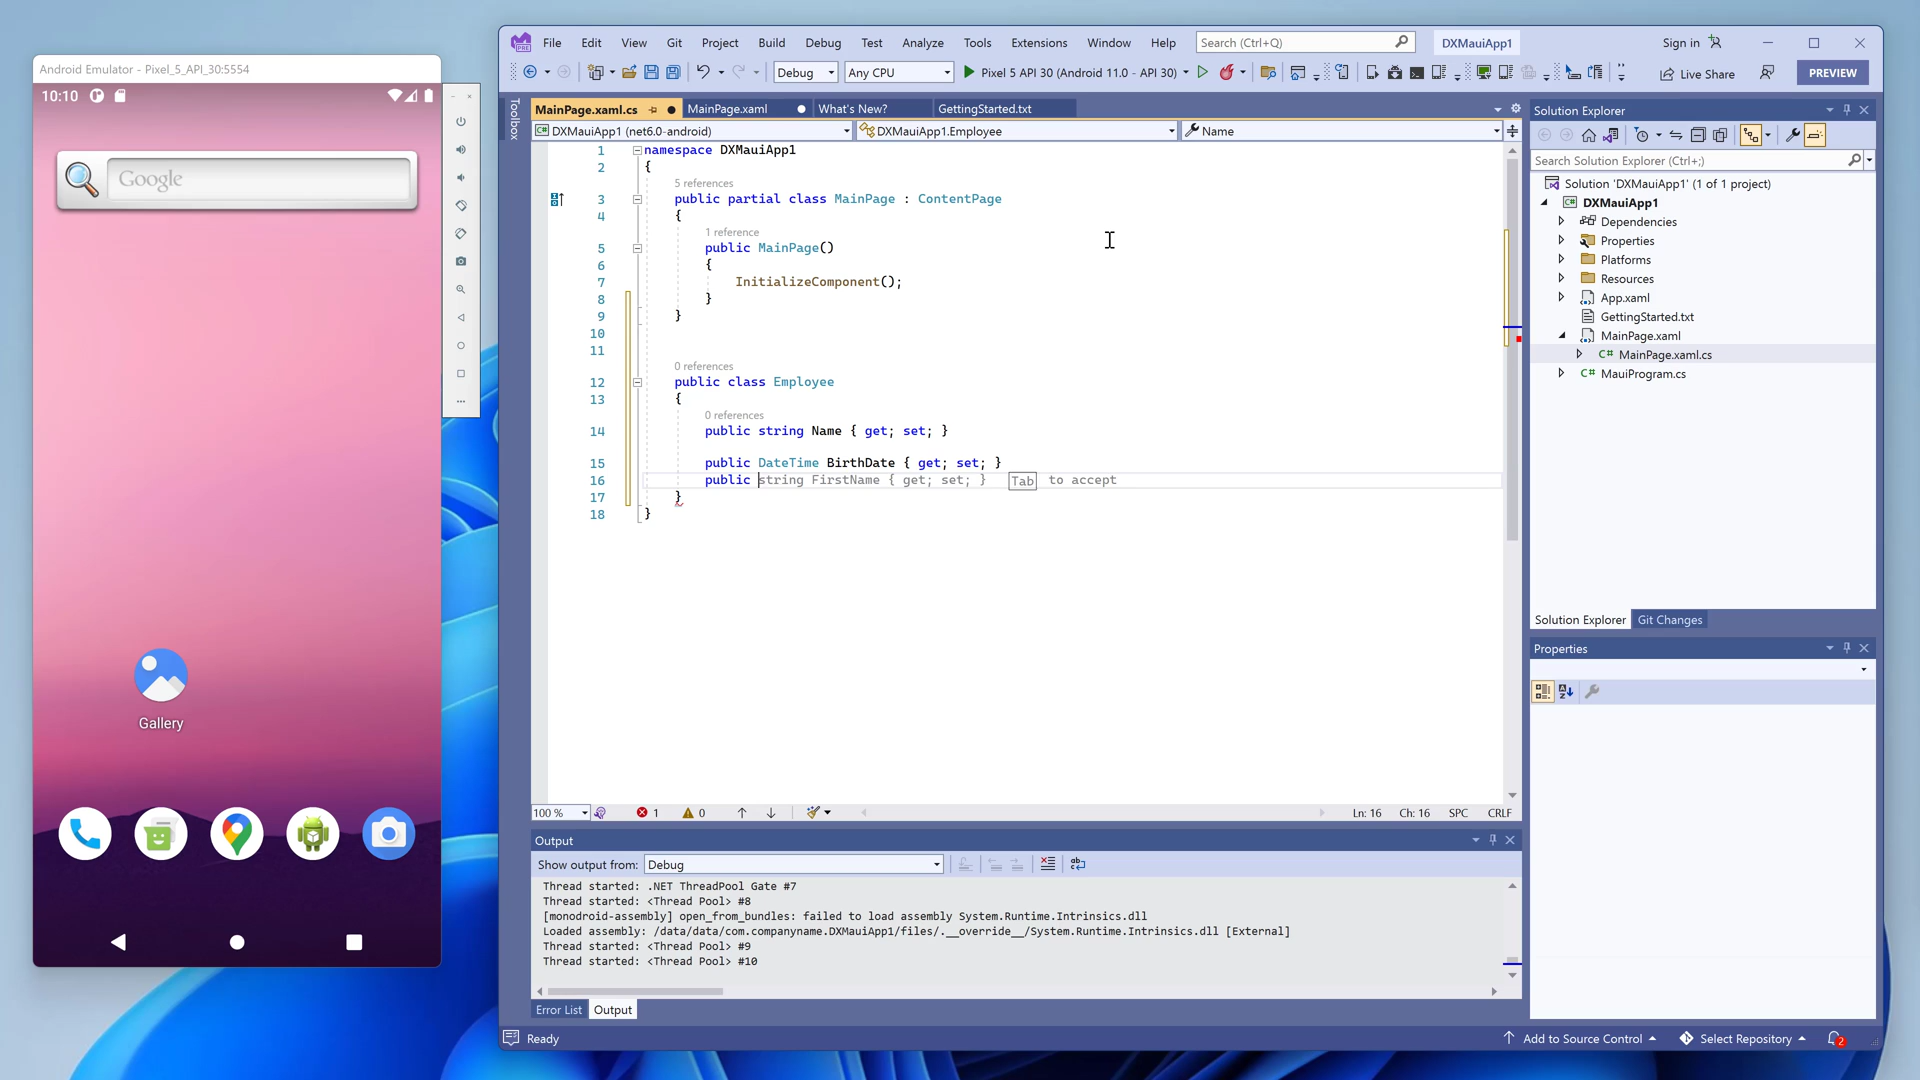 Android Emulator - Pixel_5_API_30:5554
10:10
Google
Gallery
File Edit View Git Project Build Debug Test Analyze Tools Extensions Window Help Search (Ctrl+Q) DXMauiApp1 Sign in
Debug Any CPU Pixel 5 API 30 (Android 11.0 - API 30) Live Share PREVIEW
Toolbox
MainPage.xaml.cs MainPage.xaml What's New? GettingStarted.txt
DXMauiApp1 (net6.0-android) DXMauiApp1.Employee Name
1 namespace DXMauiApp1
2 {
5 references
3 public partial class MainPage : ContentPage
4 {
1 reference
5 public MainPage()
6 {
7 InitializeComponent();
8 }
9 }
10
11
0 references
12 public class Employee
13 {
0 references
14 public string Name { get; set; }
15 public DateTime BirthDate { get; set; }
16 public string FirstName { get; set; } Tab to accept
17 }
18 }
100 % 1 0 Ln: 16 Ch: 16 SPC CRLF
Output
Show output from: Debug
Thread started: .NET ThreadPool Gate #7
Thread started: <Thread Pool> #8
[monodroid-assembly] open_from_bundles: failed to load assembly System.Runtime.Intrinsics.dll
Loaded assembly: /data/data/com.companyname.DXMauiApp1/files/.__override__/System.Runtime.Intrinsics.dll [External]
Thread started: <Thread Pool> #9
Thread started: <Thread Pool> #10
Error List Output
Solution Explorer
Search Solution Explorer (Ctrl+;)
Solution 'DXMauiApp1' (1 of 1 project)
DXMauiApp1
Dependencies
Properties
Platforms
Resources
App.xaml
GettingStarted.txt
MainPage.xaml
C# MainPage.xaml.cs
C# MauiProgram.cs
Solution Explorer Git Changes
Properties
Ready Add to Source Control Select Repository 2